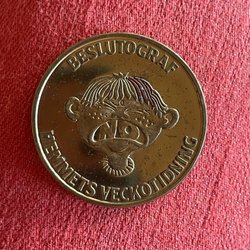 BESLUTOGRAF
HEMMETS VECKOTIDNING